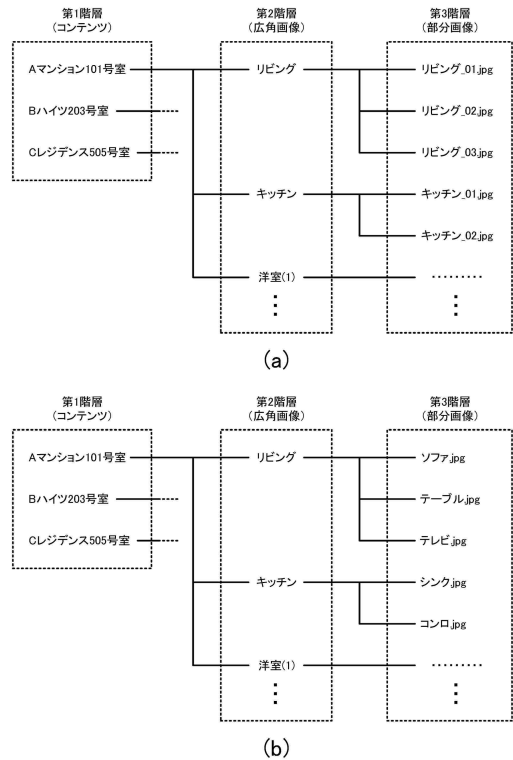 第1階層
(コンテンツ)
第2階層
(広角画像)
第3階層
(部分画像)
Aマンション101号室
リビング
リビング_01.jpg
Bハイツ203号室
リビング_02.jpg
Cレジデンス505号室
リビング_03.jpg
キッチン
キッチン_01.jpg
キッチン_02.jpg
洋室(1)
(a)
第1階層
(コンテンツ)
第2階層
(広角画像)
第3階層
(部分画像)
Aマンション101号室
リビング
ソファ.jpg
Bハイツ203号室
テーブル.jpg
Cレジデンス505号室
テレビ.jpg
キッチン
シンク.jpg
コンロ.jpg
洋室(1)
(b)